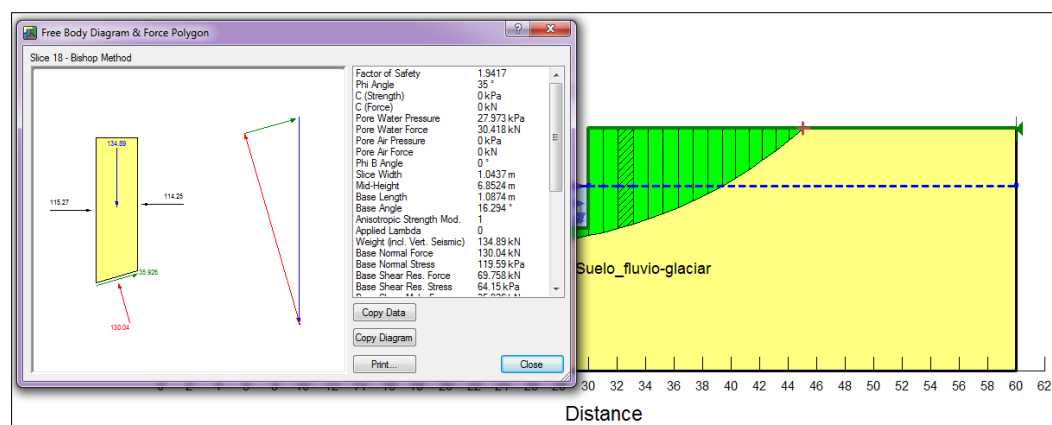 Free Body Diagram & Force Polygon
Slice 18 - Bishop Method
Factor of Safety 1.9417
Phi Angle 35 °
C (Strength) 0 kPa
C (Force) 0 kN
Pore Water Pressure 27.973 kPa
Pore Water Force 30.418 kN
Pore Air Pressure 0 kPa
Pore Air Force 0 kN
Phi B Angle 0 °
Slice Width 1.0437 m
Mid-Height 6.8524 m
Base Length 1.0874 m
Base Angle 16.294 °
Anisotropic Strength Mod. 1
Applied Lambda 0
Weight (incl. Vert. Seismic) 134.89 kN
Base Normal Force 130.04 kN
Base Normal Stress 119.59 kPa
Base Shear Res. Force 69.758 kN
Base Shear Res. Stress 64.15 kPa
134.89
115.27
114.25
35.926
130.04
Copy Data
Copy Diagram
Print...
Close
Suelo_fluvio-glaciar
30 32 34 36 38 40 42 44 46 48 50 52 54 56 58 60 62
Distance